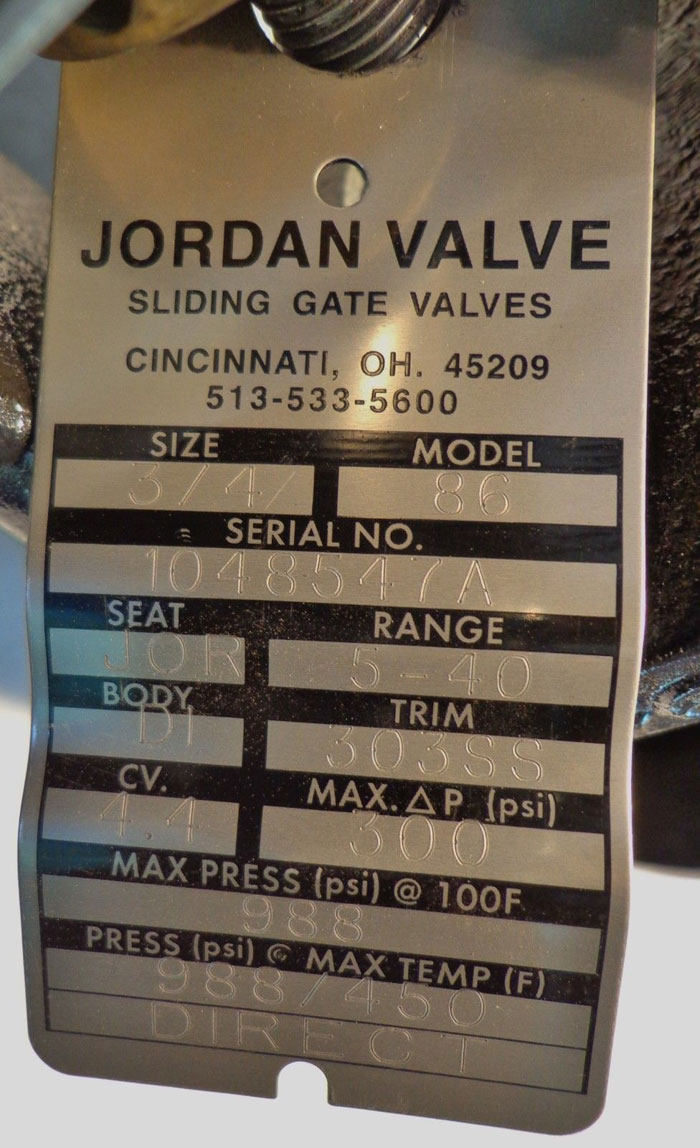 JORDAN VALVE
SLIDING GATE VALVES
CINCINNATI, OH. 45209
513-533-5600
SIZE MODEL
3/4/ 86
SERIAL NO.
1048547A
SEAT RANGE
JOR 5-40
BODY TRIM
DI 303SS
CV. MAX. Δ P (psi)
4.4 300
MAX PRESS (psi) @ 100F
988
PRESS (psi) @ MAX TEMP (F)
988/450
DIRECT